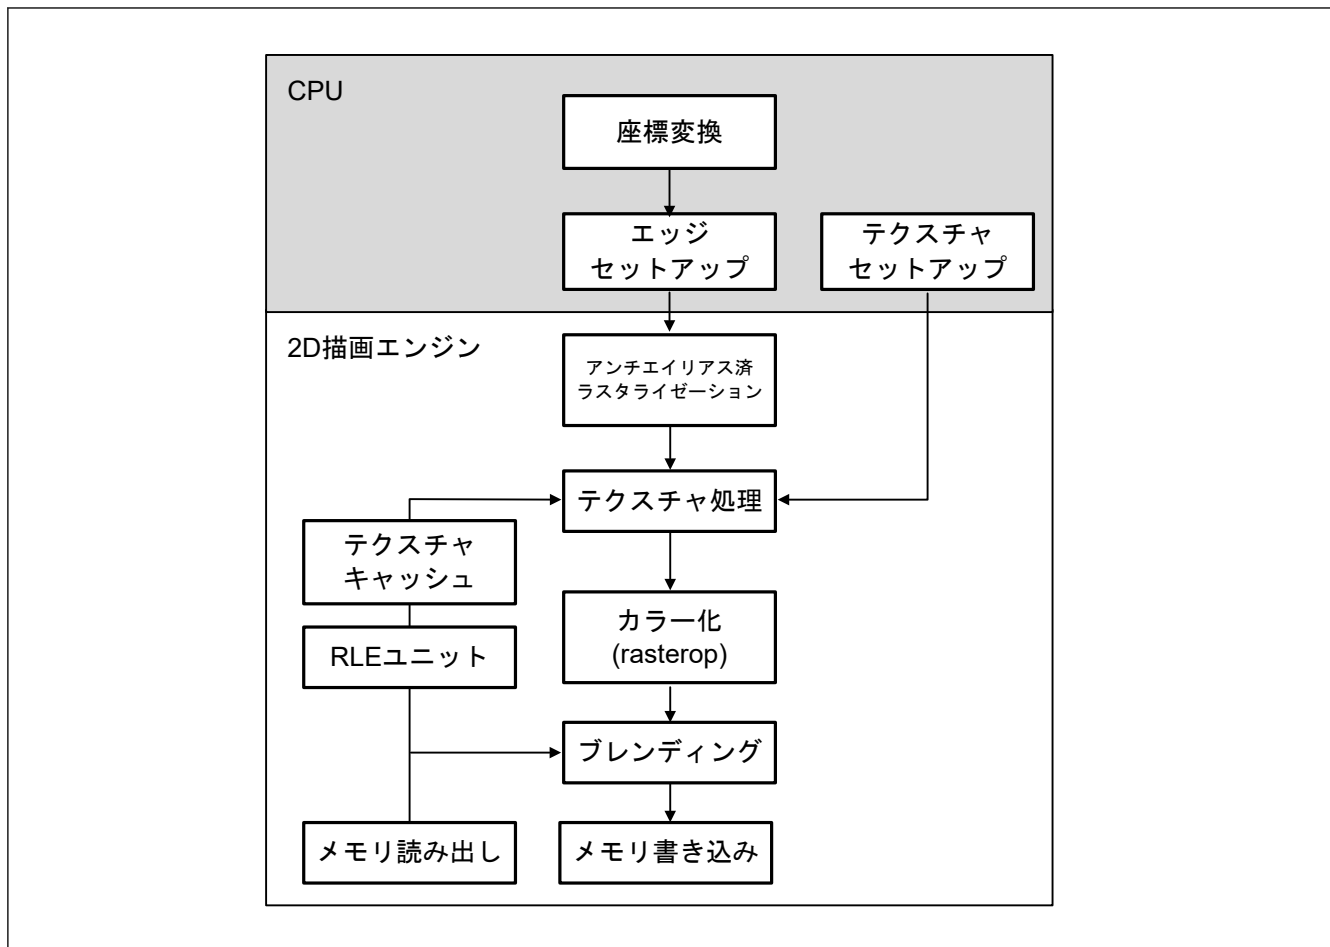 CPU
座標変換
エッジ
セットアップ
テクスチャ
セットアップ
2D描画エンジン
アンチエイリアス済
ラスタライゼーション
テクスチャ処理
テクスチャ
キャッシュ
カラー化
(rasterop)
RLEユニット
ブレンディング
メモリ読み出し
メモリ書き込み